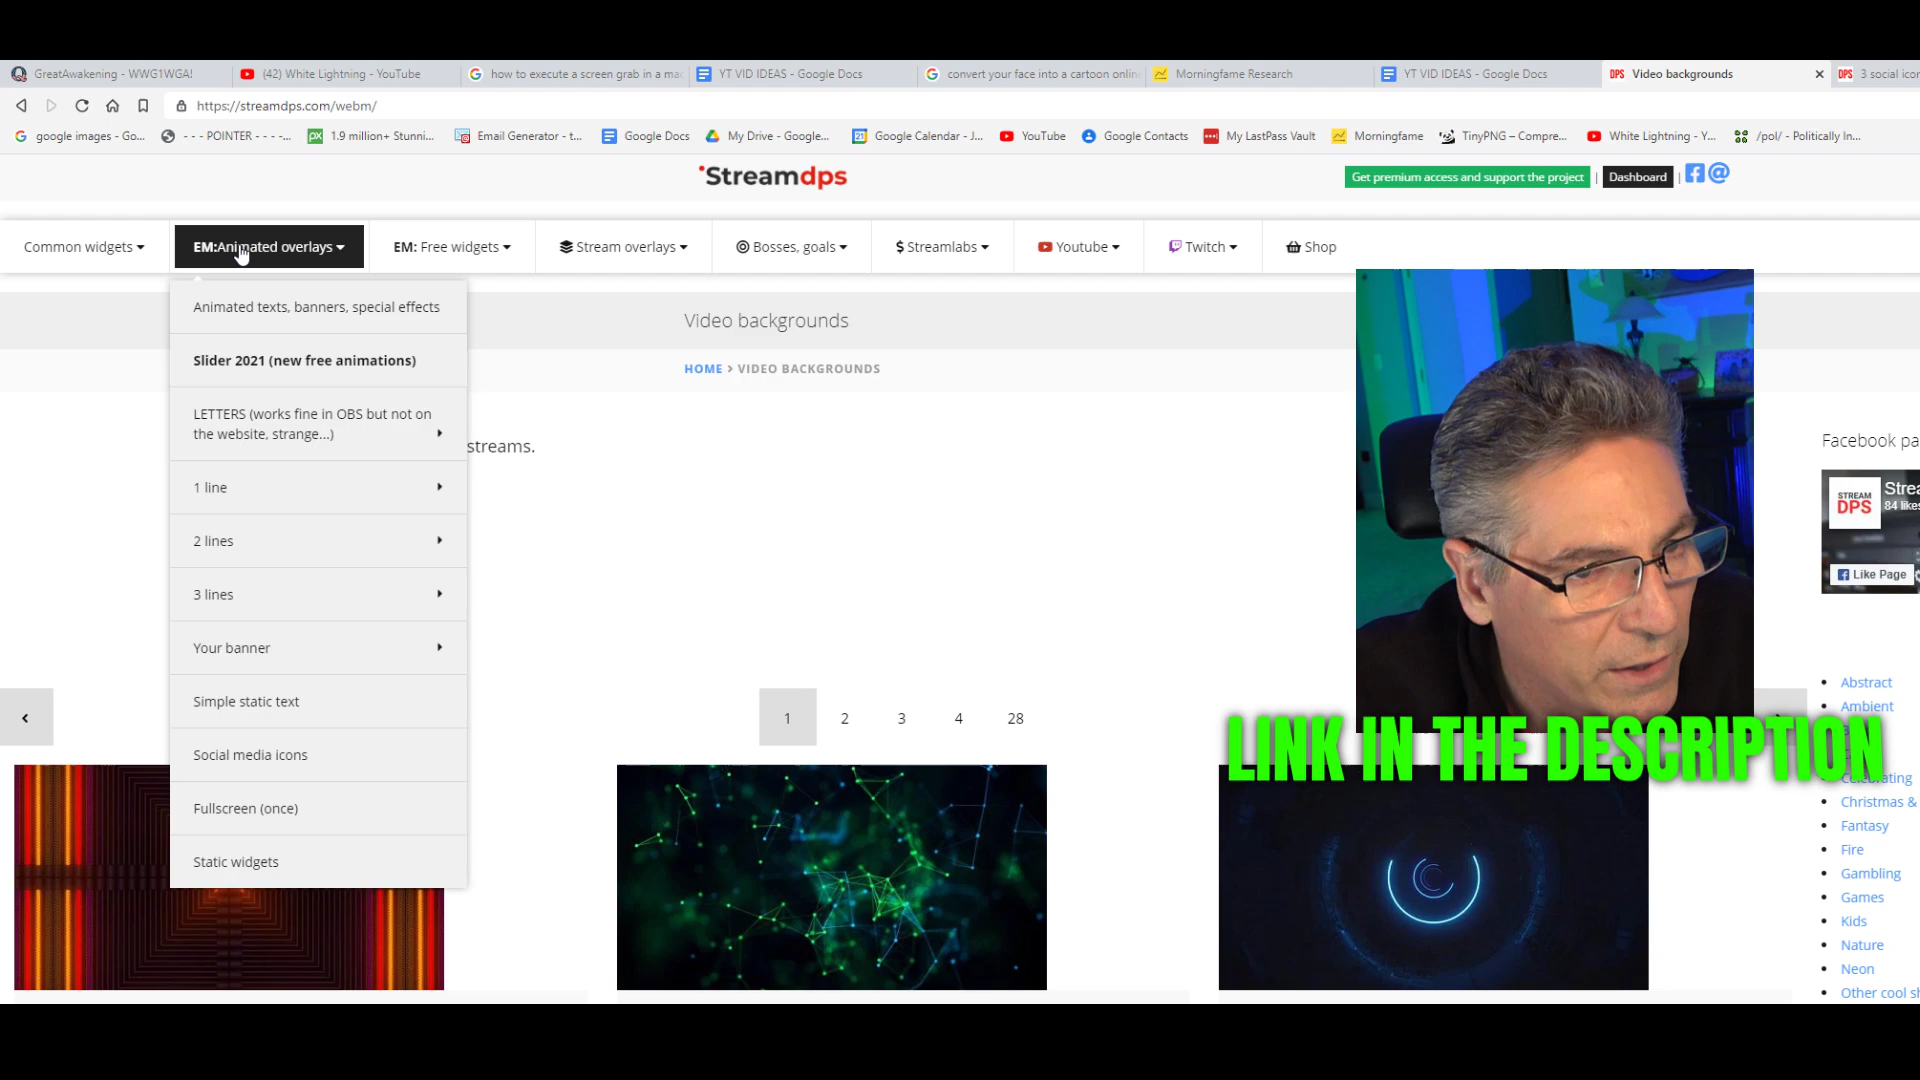 GreatAwakening - WWG1WGA!
(42) White Lightning - YouTube
how to execute a screen grab in a mac
YT VID IDEAS - Google Docs
convert your face into a cartoon online
Morningfame Research
YT VID IDEAS - Google Docs
DPS Video backgrounds
DPS 3 social icon
https://streamdps.com/webm/
google images - Go...
- - - POINTER - - - -...
1.9 million+ Stunni...
Email Generator - t...
Google Docs
My Drive - Google...
Google Calendar - J...
YouTube
Google Contacts
My LastPass Vault
Morningfame
TinyPNG – Compre...
White Lightning - Y...
/pol/ - Politically In...
Streamdps
Get premium access and support the project | Dashboard |
Common widgets
EM:Animated overlays
EM: Free widgets
Stream overlays
Bosses, goals
$ Streamlabs
Youtube
Twitch
Shop
Animated texts, banners, special effects
Slider 2021 (new free animations)
LETTERS (works fine in OBS but not on
the website, strange...)
1 line
2 lines
3 lines
Your banner
Simple static text
Social media icons
Fullscreen (once)
Static widgets
Video backgrounds
HOME > VIDEO BACKGROUNDS
streams.
1 2 3 4 28
LINK IN THE DESCRIPTION
Facebook pa
STREAM
DPS
Strea
84 likes
Like Page
Abstract
Ambient
Celebrating
Christmas &
Fantasy
Fire
Gambling
Games
Kids
Nature
Neon
Other cool sh